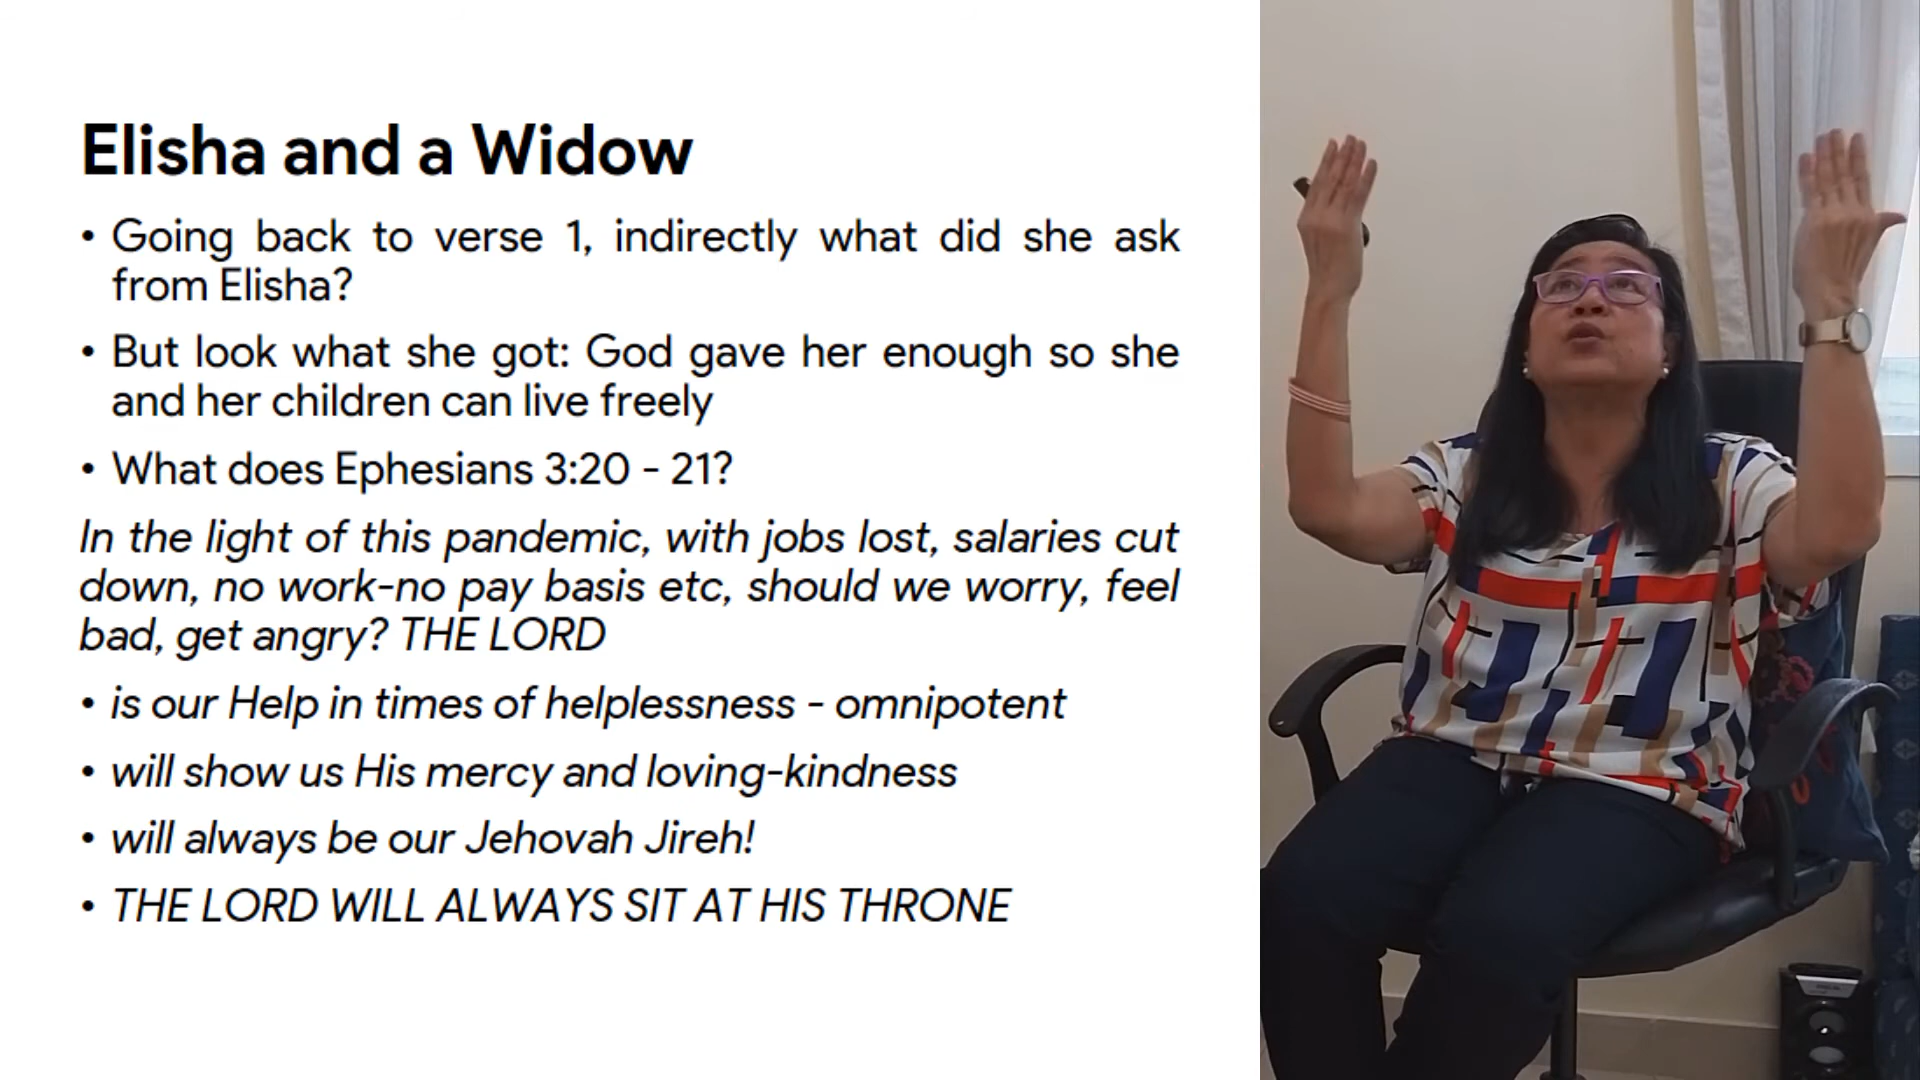 Elisha and a Widow
• Going back to verse 1, indirectly what did she ask
from Elisha?
• But look what she got: God gave her enough so she
and her children can live freely
• What does Ephesians 3:20 - 21?
In the light of this pandemic, with jobs lost, salaries cut
down, no work-no pay basis etc, should we worry, feel
bad, get angry? THE LORD
• is our Help in times of helplessness - omnipotent
• will show us His mercy and loving-kindness
• will always be our Jehovah Jireh!
• THE LORD WILL ALWAYS SIT AT HIS THRONE